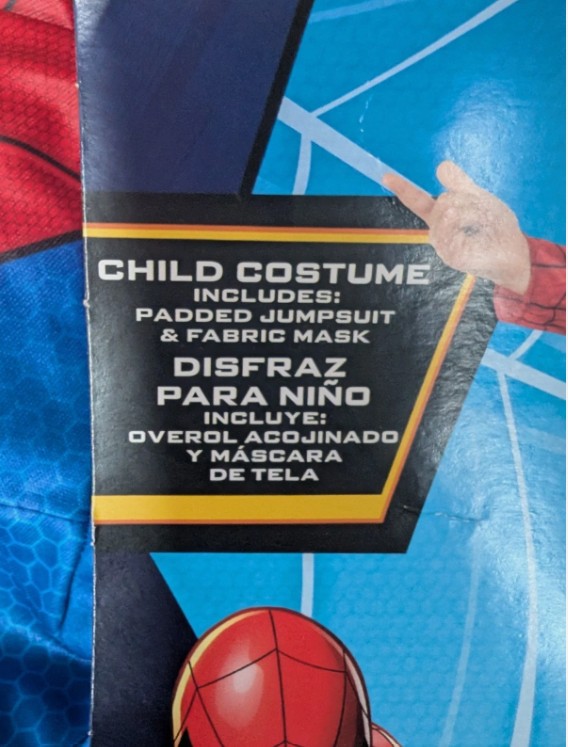 CHILD COSTUME
INCLUDES:
PADDED JUMPSUIT
& FABRIC MASK
DISFRAZ
PARA NIÑO
INCLUYE:
OVEROL ACOJINADO
Y MÁSCARA
DE TELA